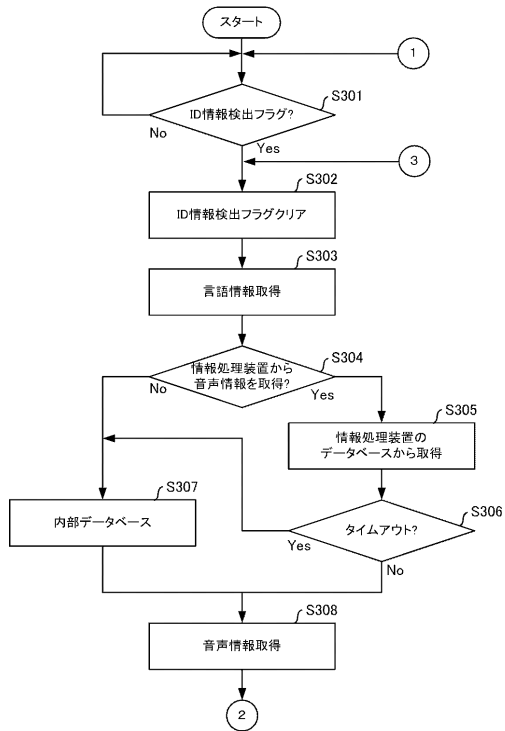 スタート
1
S301
ID情報検出フラグ?
No
Yes
3
S302
ID情報検出フラグクリア
S303
言語情報取得
S304
情報処理装置から
音声情報を取得?
No
Yes
S305
情報処理装置の
データベースから取得
S307
内部データベース
S306
タイムアウト?
Yes
No
S308
音声情報取得
2